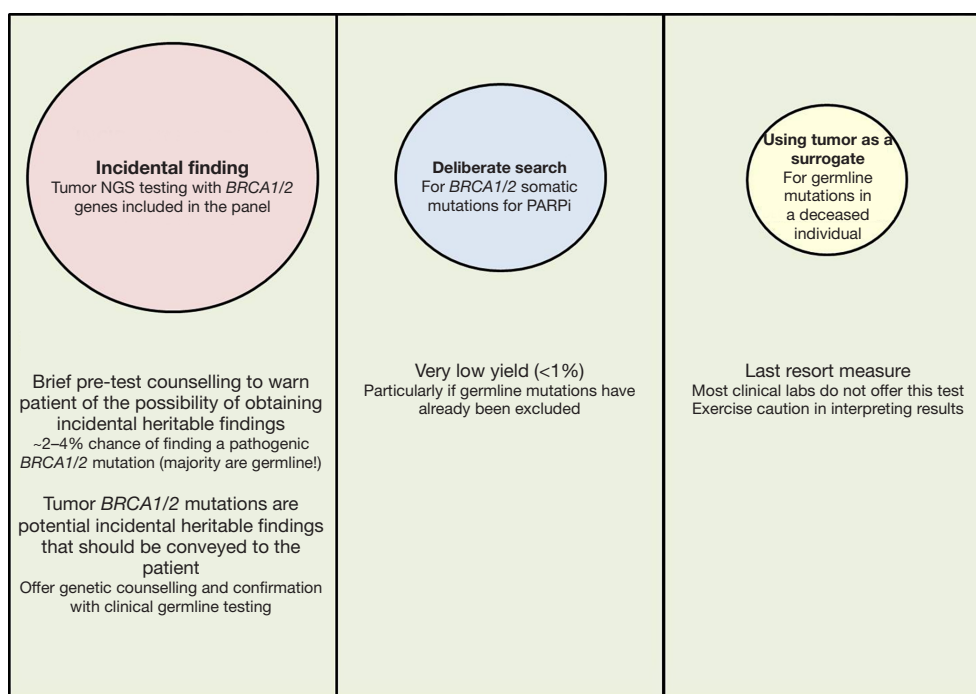 Incidental finding
Tumor NGS testing with BRCA1/2
genes included in the panel
Brief pre-test counselling to warn
patient of the possibility of obtaining
incidental heritable findings
~2–4% chance of finding a pathogenic
BRCA1/2 mutation (majority are germline!)
Tumor BRCA1/2 mutations are
potential incidental heritable findings
that should be conveyed to the
patient
Offer genetic counselling and confirmation
with clinical germline testing
Deliberate search
For BRCA1/2 somatic
mutations for PARPi
Very low yield (<1%)
Particularly if germline mutations have
already been excluded
Using tumor as a
surrogate
For germline
mutations in
a deceased
individual
Last resort measure
Most clinical labs do not offer this test
Exercise caution in interpreting results